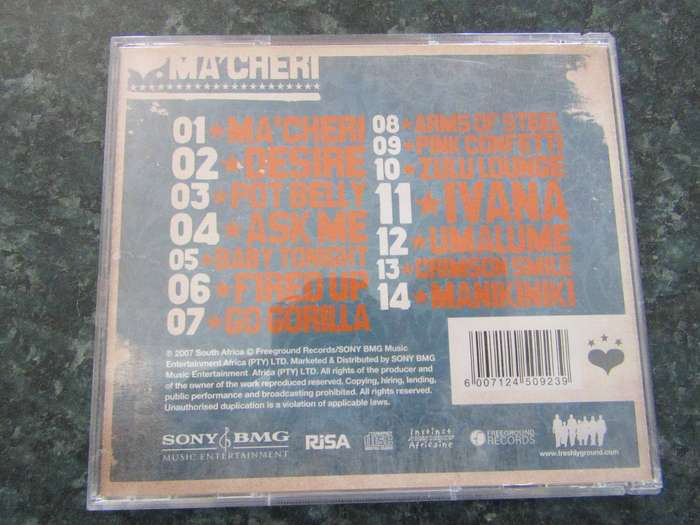 MA'CHERI
01 ★ MA'CHERI
02 ★ DESIRE
03 ★ POT BELLY
04 ★ ASK ME
05 ★ BABY TONIGHT
06 ★ FIRED UP
07 ★ GO GORILLA
08 ★ ARMS OF STEEL
09 ★ PINK CONFETTI
10 ★ ZULU LOUNGE
11 ★ IVANA
12 ★ UMALUME
13 ★ CRIMSON SMILE
14 ★ MANIKINIKI
℗ 2007 South Africa © Freeground Records/SONY BMG Music
Entertainment Africa (PTY) LTD. Marketed & Distributed by SONY BMG
Music Entertainment Africa (PTY) LTD. All rights of the producer and
of the owner of the work reproduced reserved. Copying, hiring, lending,
public performance and broadcasting prohibited. All rights reserved.
Unauthorised duplication is a violation of applicable laws.
6 007124 509239
SONY BMG
MUSIC ENTERTAINMENT
RiSA
COMPACT
disc
DIGITAL AUDIO
Instinct
Africaine
FREEGROUND
RECORDS
www.freshlyground.com